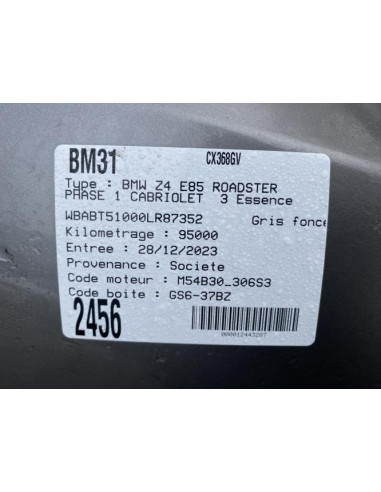 BM31 CX368GV
Type : BMW Z4 E85 ROADSTER
PHASE 1 CABRIOLET 3 Essence
WBABT51000LR87352 Gris fonce
Kilometrage : 95000
Entree : 28/12/2023
Provenance : Societe
Code moteur : M54B30_306S3
Code boite : GS6-37BZ
2456
000012443207